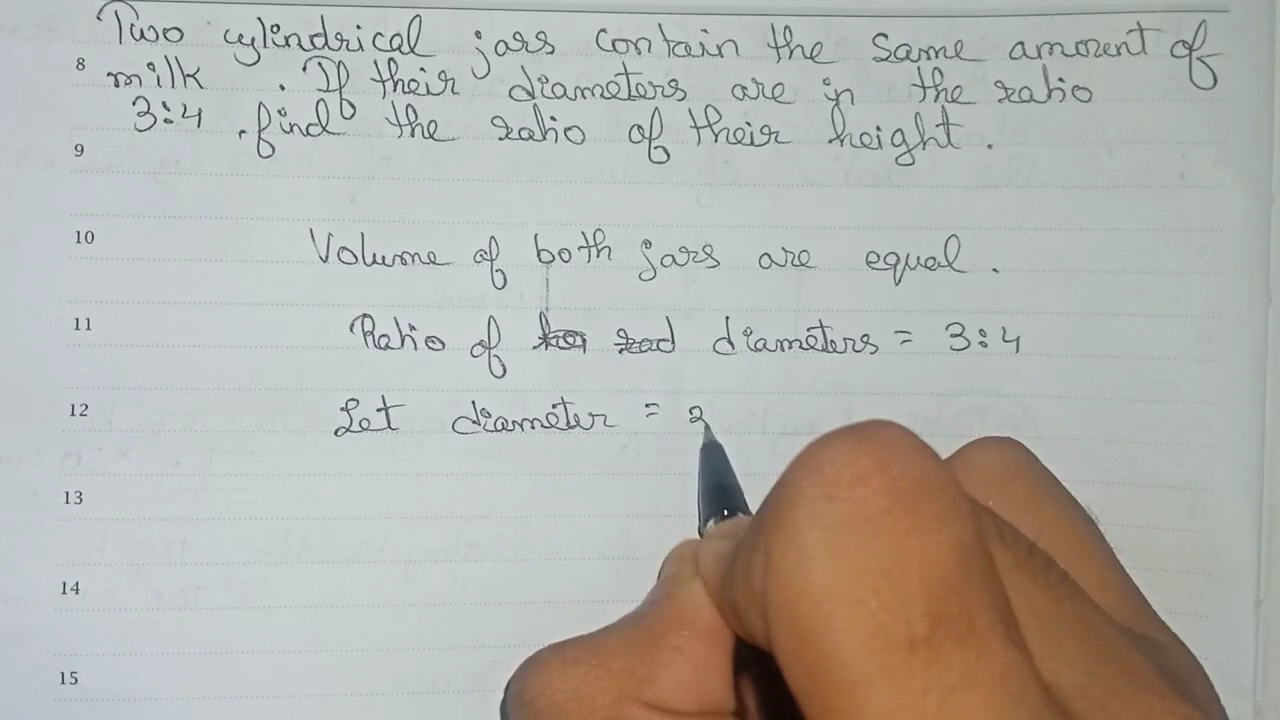 Two cylindrical jars contain the same amount of
8 milk . If their diameters are in the ratio
3:4 . find the ratio of their height .
9
10 Volume of both jars are equal .
11 Ratio of diameters = 3:4
12 Let diameter =
13
14
15